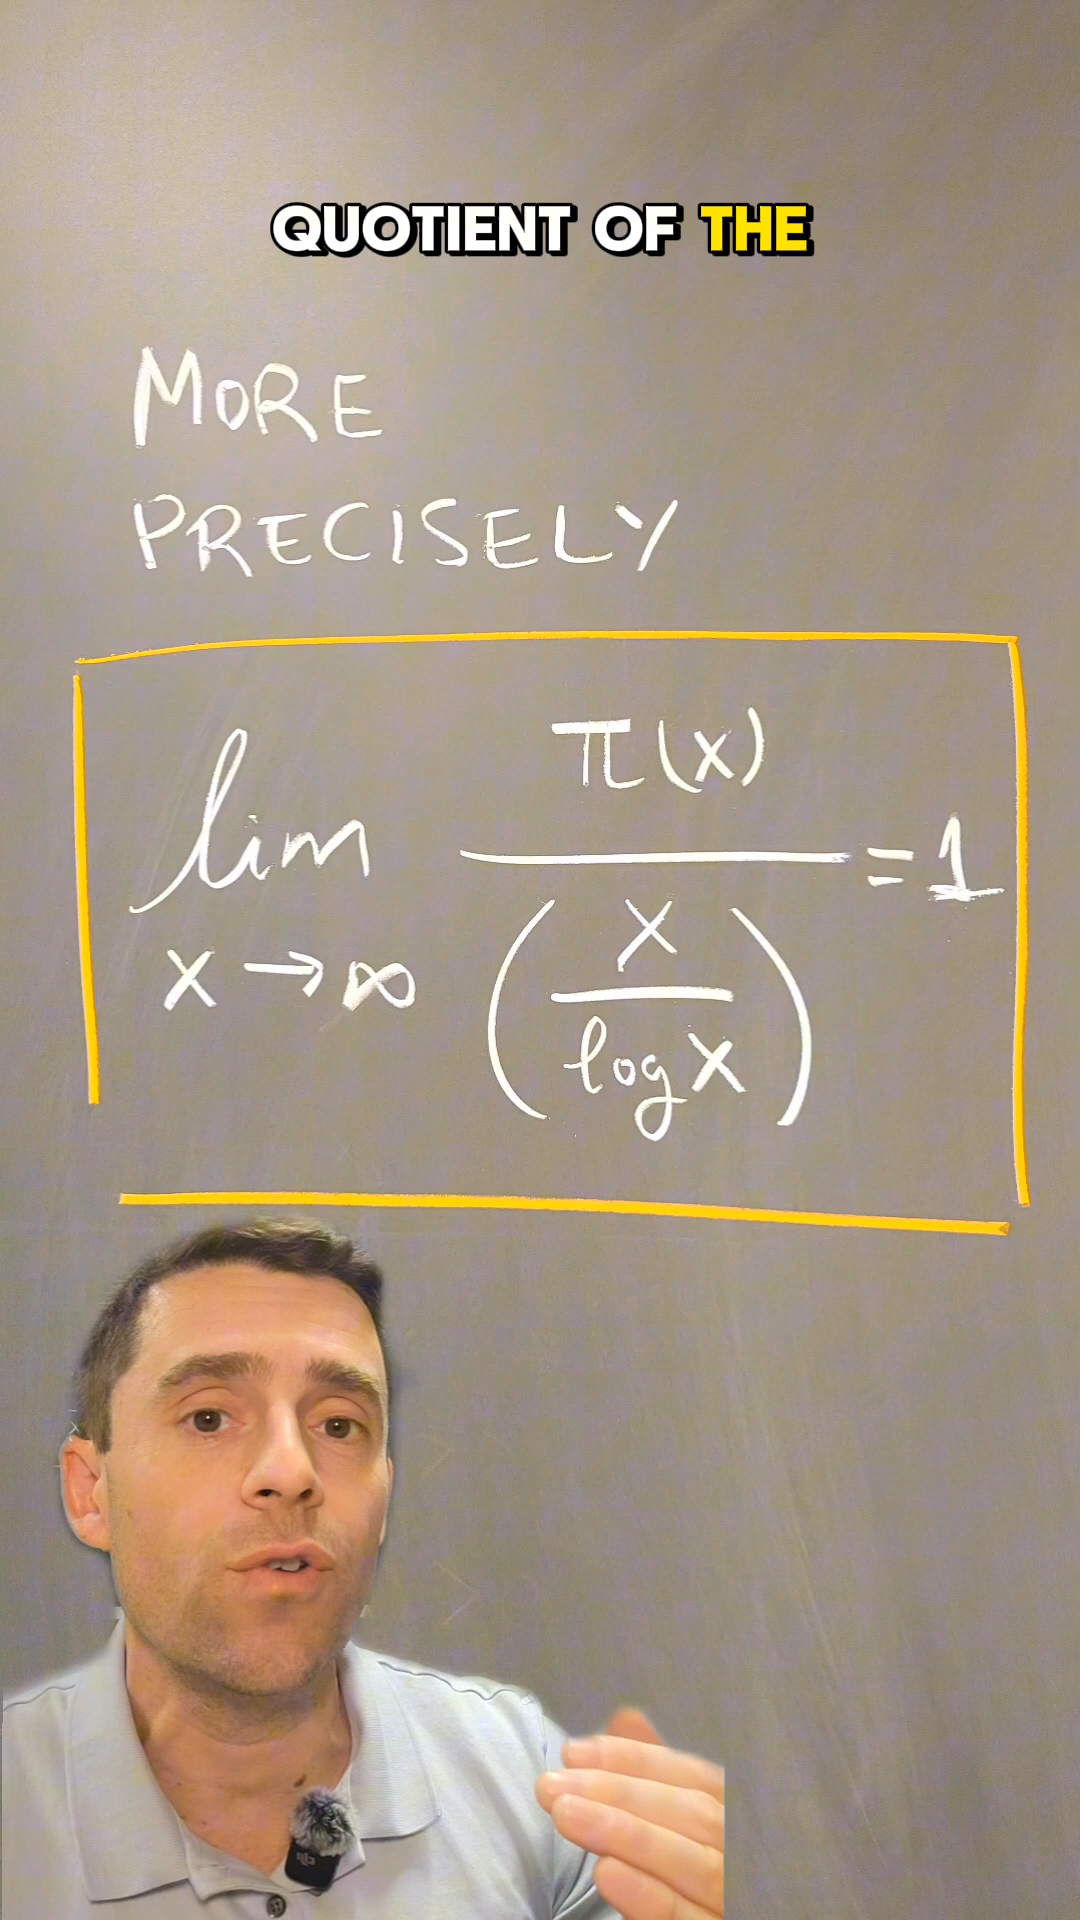 QUOTIENT OF THE
MORE
PRECISELY
π(x)
lim = 1
x → ∞ (x
log x)